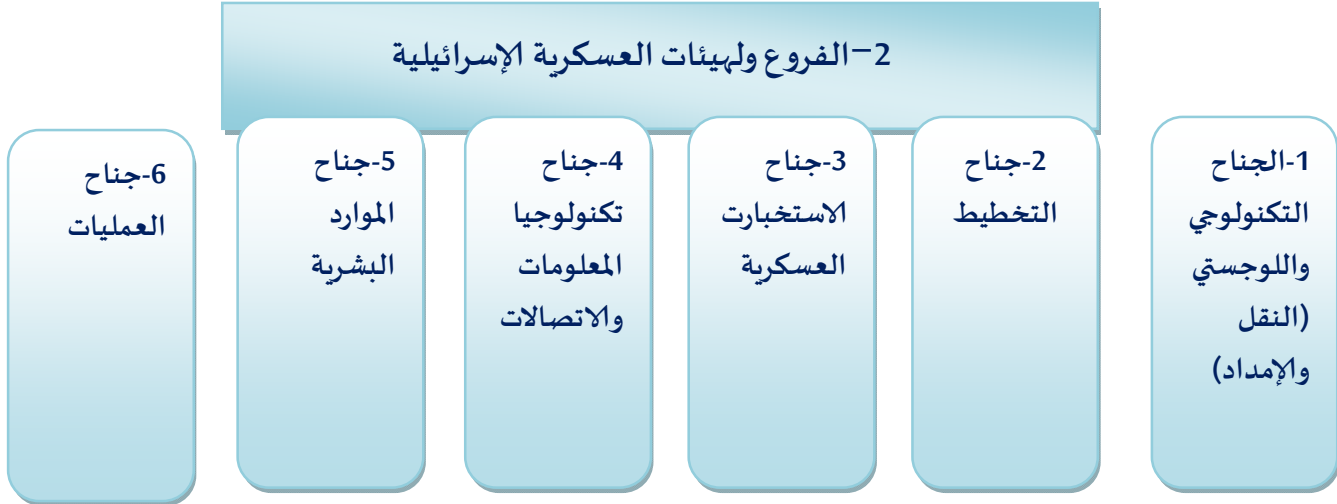 2–الفروع ولهيئات العسكرية الإسرائيلية
1-الجناح
التكنولوجي
واللوجستي
(النقل
والإمداد)
2-جناح
التخطيط
3-جناح
الاستخبارت
العسكرية
4-جناح
تكنولوجيا
المعلومات
والاتصالات
5-جناح
الموارد
البشرية
6-جناح
العمليات